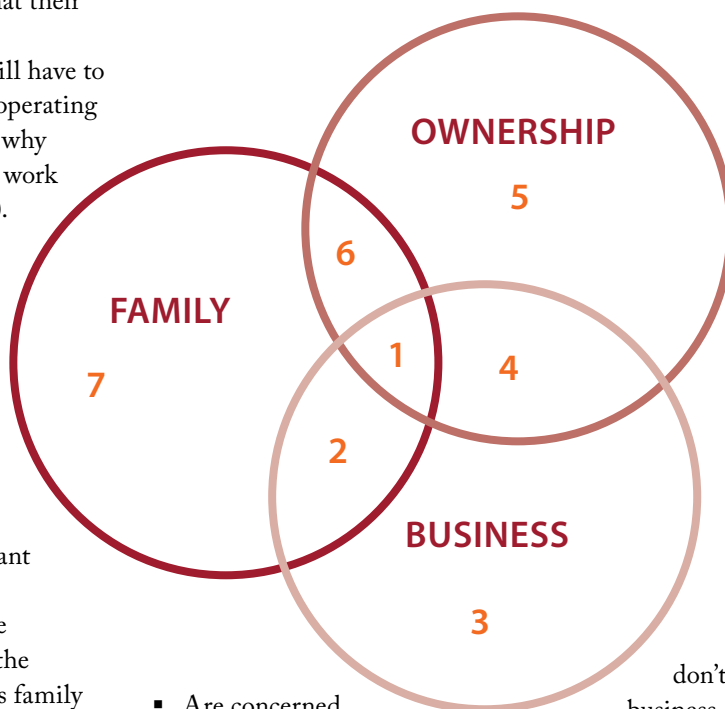 at their
ill have to
operating
why
work
.
OWNERSHIP
5
6
FAMILY
1
4
7
2
BUSINESS
3
ant
e
the
s family
▪ Are concerned
don't
business